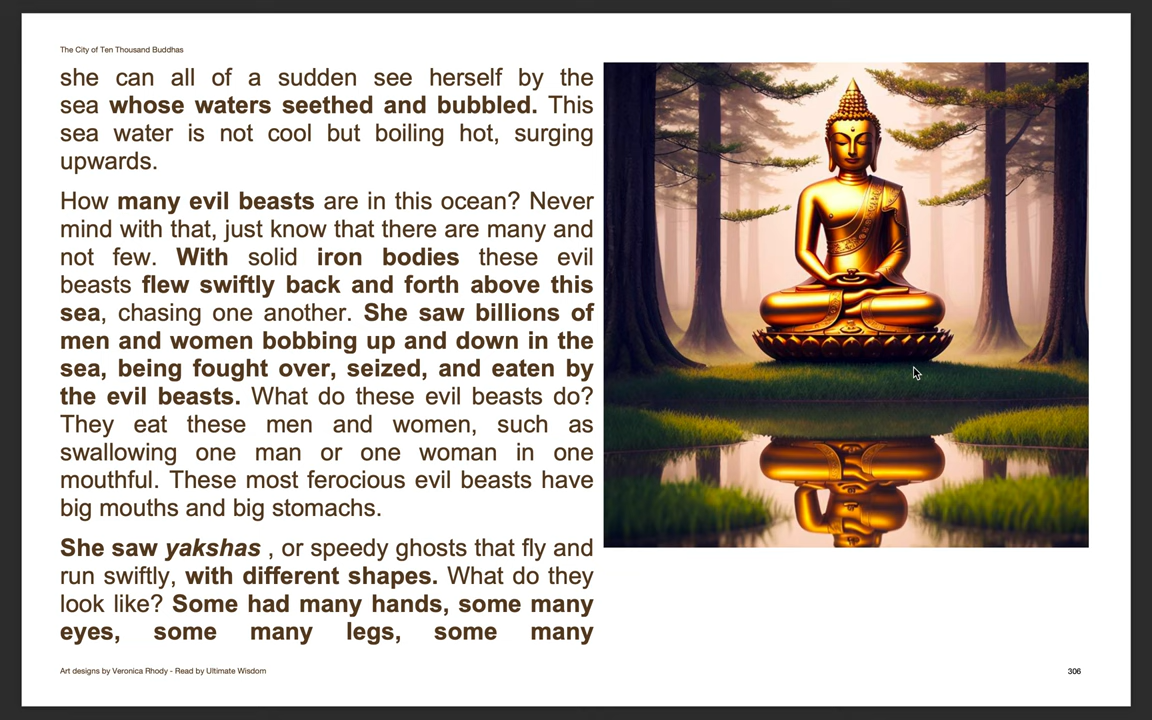 The City of Ten Thousand Buddhas
she can all of a sudden see herself by the
sea whose waters seethed and bubbled. This
sea water is not cool but boiling hot, surging
upwards.
How many evil beasts are in this ocean? Never
mind with that, just know that there are many and
not few. With solid iron bodies these evil
beasts flew swiftly back and forth above this
sea, chasing one another. She saw billions of
men and women bobbing up and down in the
sea, being fought over, seized, and eaten by
the evil beasts. What do these evil beasts do?
They eat these men and women, such as
swallowing one man or one woman in one
mouthful. These most ferocious evil beasts have
big mouths and big stomachs.
She saw yakshas , or speedy ghosts that fly and
run swiftly, with different shapes. What do they
look like? Some had many hands, some many
eyes, some many legs, some many
Art designs by Veronica Rhody - Read by Ultimate Wisdom
306